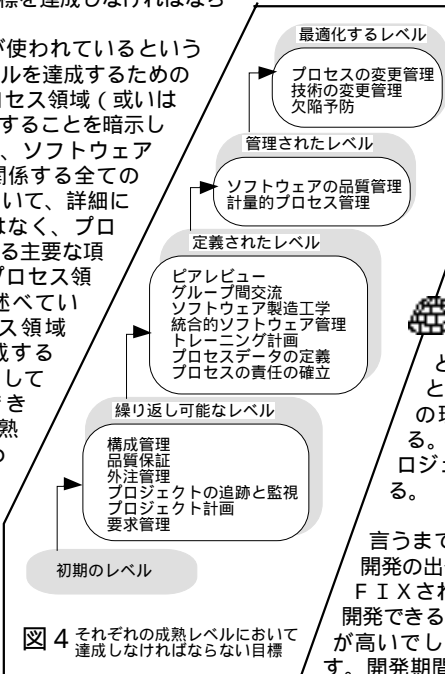 標を達成しなければなら
が使われているという
ルを達成するための
セス領域（或いは
することを暗示し
、ソフトウェア
関係する全ての
いて、詳細に
はなく、プロ
る主要な項
プロセス領
述べてい
ス領域
成する
して
き
熟
最適化するレベル
プロセスの変更管理
技術の変更管理
欠陥予防
管理されたレベル
ソフトウェアの品質管理
計量的プロセス管理
定義されたレベル
ピアレビュー
グループ間交流
ソフトウェア製造工学
統合的ソフトウェア管理
トレーニング計画
プロセスデータの定義
プロセスの責任の確立
繰り返し可能なレベル
構成管理
品質保証
外注管理
プロジェクトの追跡と監視
プロジェクト計画
要求管理
初期のレベル
図４ それぞれの成熟レベルにおいて
達成しなければならない目標
と
と
の
る。
ロジ
る。
言うまで
開発の出
ＦＩＸされ
開発できる
が高いでし
す。開発期間